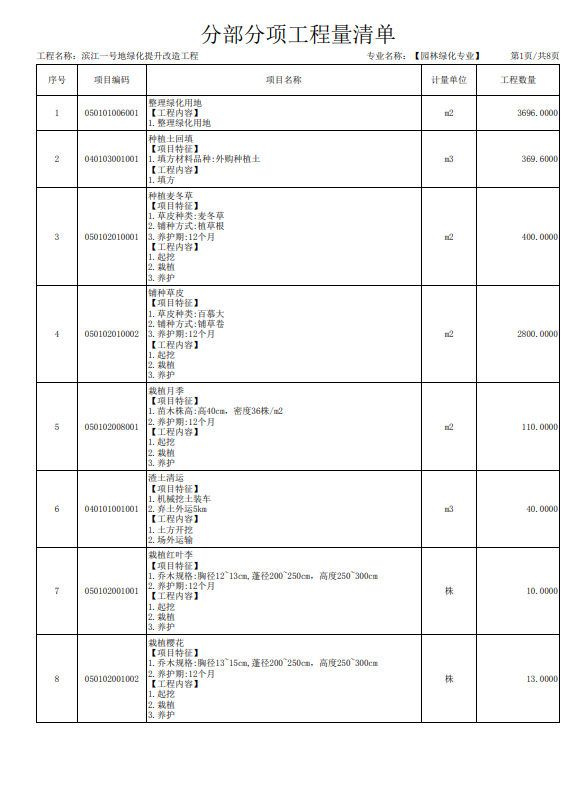 分部分项工程量清单
工程名称: 滨江一号地绿化提升改造工程 专业名称: 【园林绿化专业】 第1页/共8页
序号 项目编码 项目名称 计量单位 工程数量
1 050101006001 整理绿化用地 m2 3696.0000
【工程内容】
1.整理绿化用地
2 040103001001 种植土回填 m3 369.6000
【项目特征】
1.填方材料品种:外购种植土
【工程内容】
1.填方
3 050102010001 种植麦冬草 m2 400.0000
【项目特征】
1.草皮种类:麦冬草
2.铺种方式:植草根
3.养护期:12个月
【工程内容】
1.起挖
2.栽植
3.养护
4 050102010002 铺种草皮 m2 2800.0000
【项目特征】
1.草皮种类:百慕大
2.铺种方式:铺草卷
3.养护期:12个月
【工程内容】
1.起挖
2.栽植
3.养护
5 050102008001 栽植月季 m2 110.0000
【项目特征】
1.苗木株高:高40cm，密度36株/m2
2.养护期:12个月
【工程内容】
1.起挖
2.栽植
3.养护
6 040101001001 渣土清运 m3 40.0000
【项目特征】
1.机械挖土装车
2.弃土外运5km
【工程内容】
1.土方开挖
2.场外运输
7 050102001001 栽植红叶李 株 10.0000
【项目特征】
1.乔木规格:胸径12~13cm,蓬径200~250cm，高度250~300cm
2.养护期:12个月
【工程内容】
1.起挖
2.栽植
3.养护
8 050102001002 栽植樱花 株 13.0000
【项目特征】
1.乔木规格:胸径13~15cm,蓬径200~250cm，高度250~300cm
2.养护期:12个月
【工程内容】
1.起挖
2.栽植
3.养护